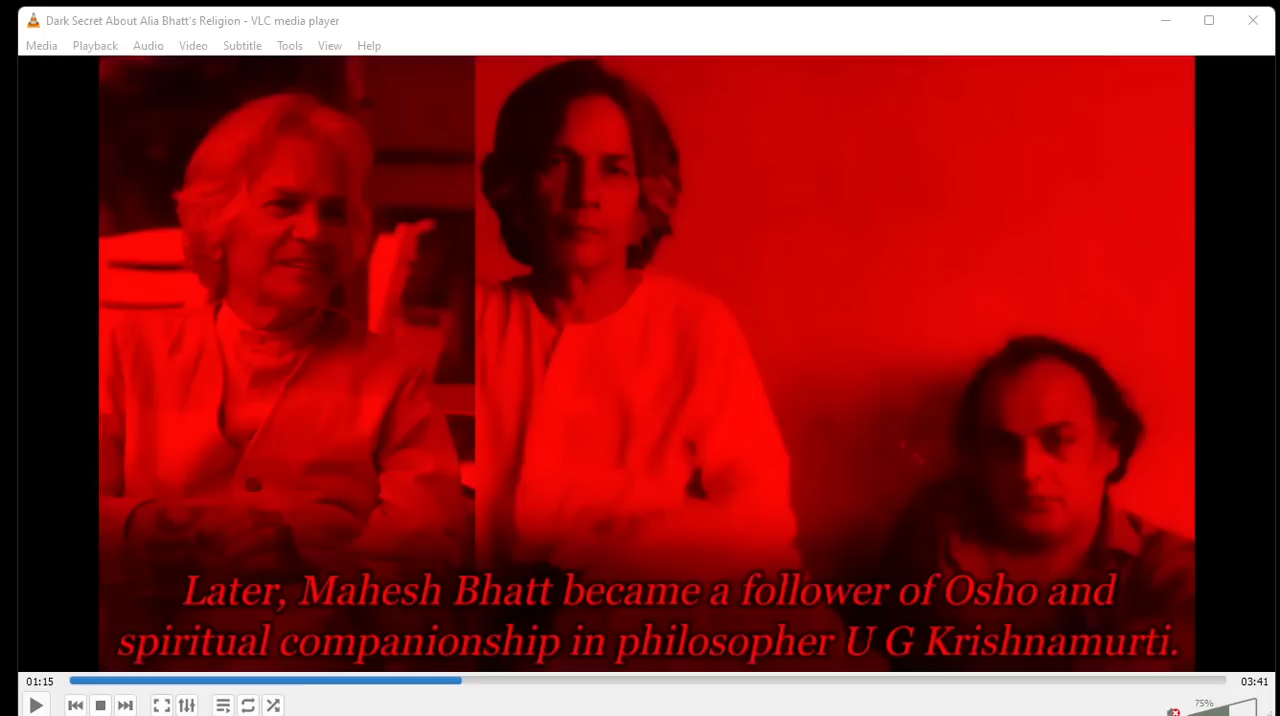 Dark Secret About Alia Bhatt's Religion - VLC media player
Media Playback Audio Video Subtitle Tools View Help
Later, Mahesh Bhatt became a follower of Osho and
spiritual companionship in philosopher U G Krishnamurti.
01:15 03:41
75%